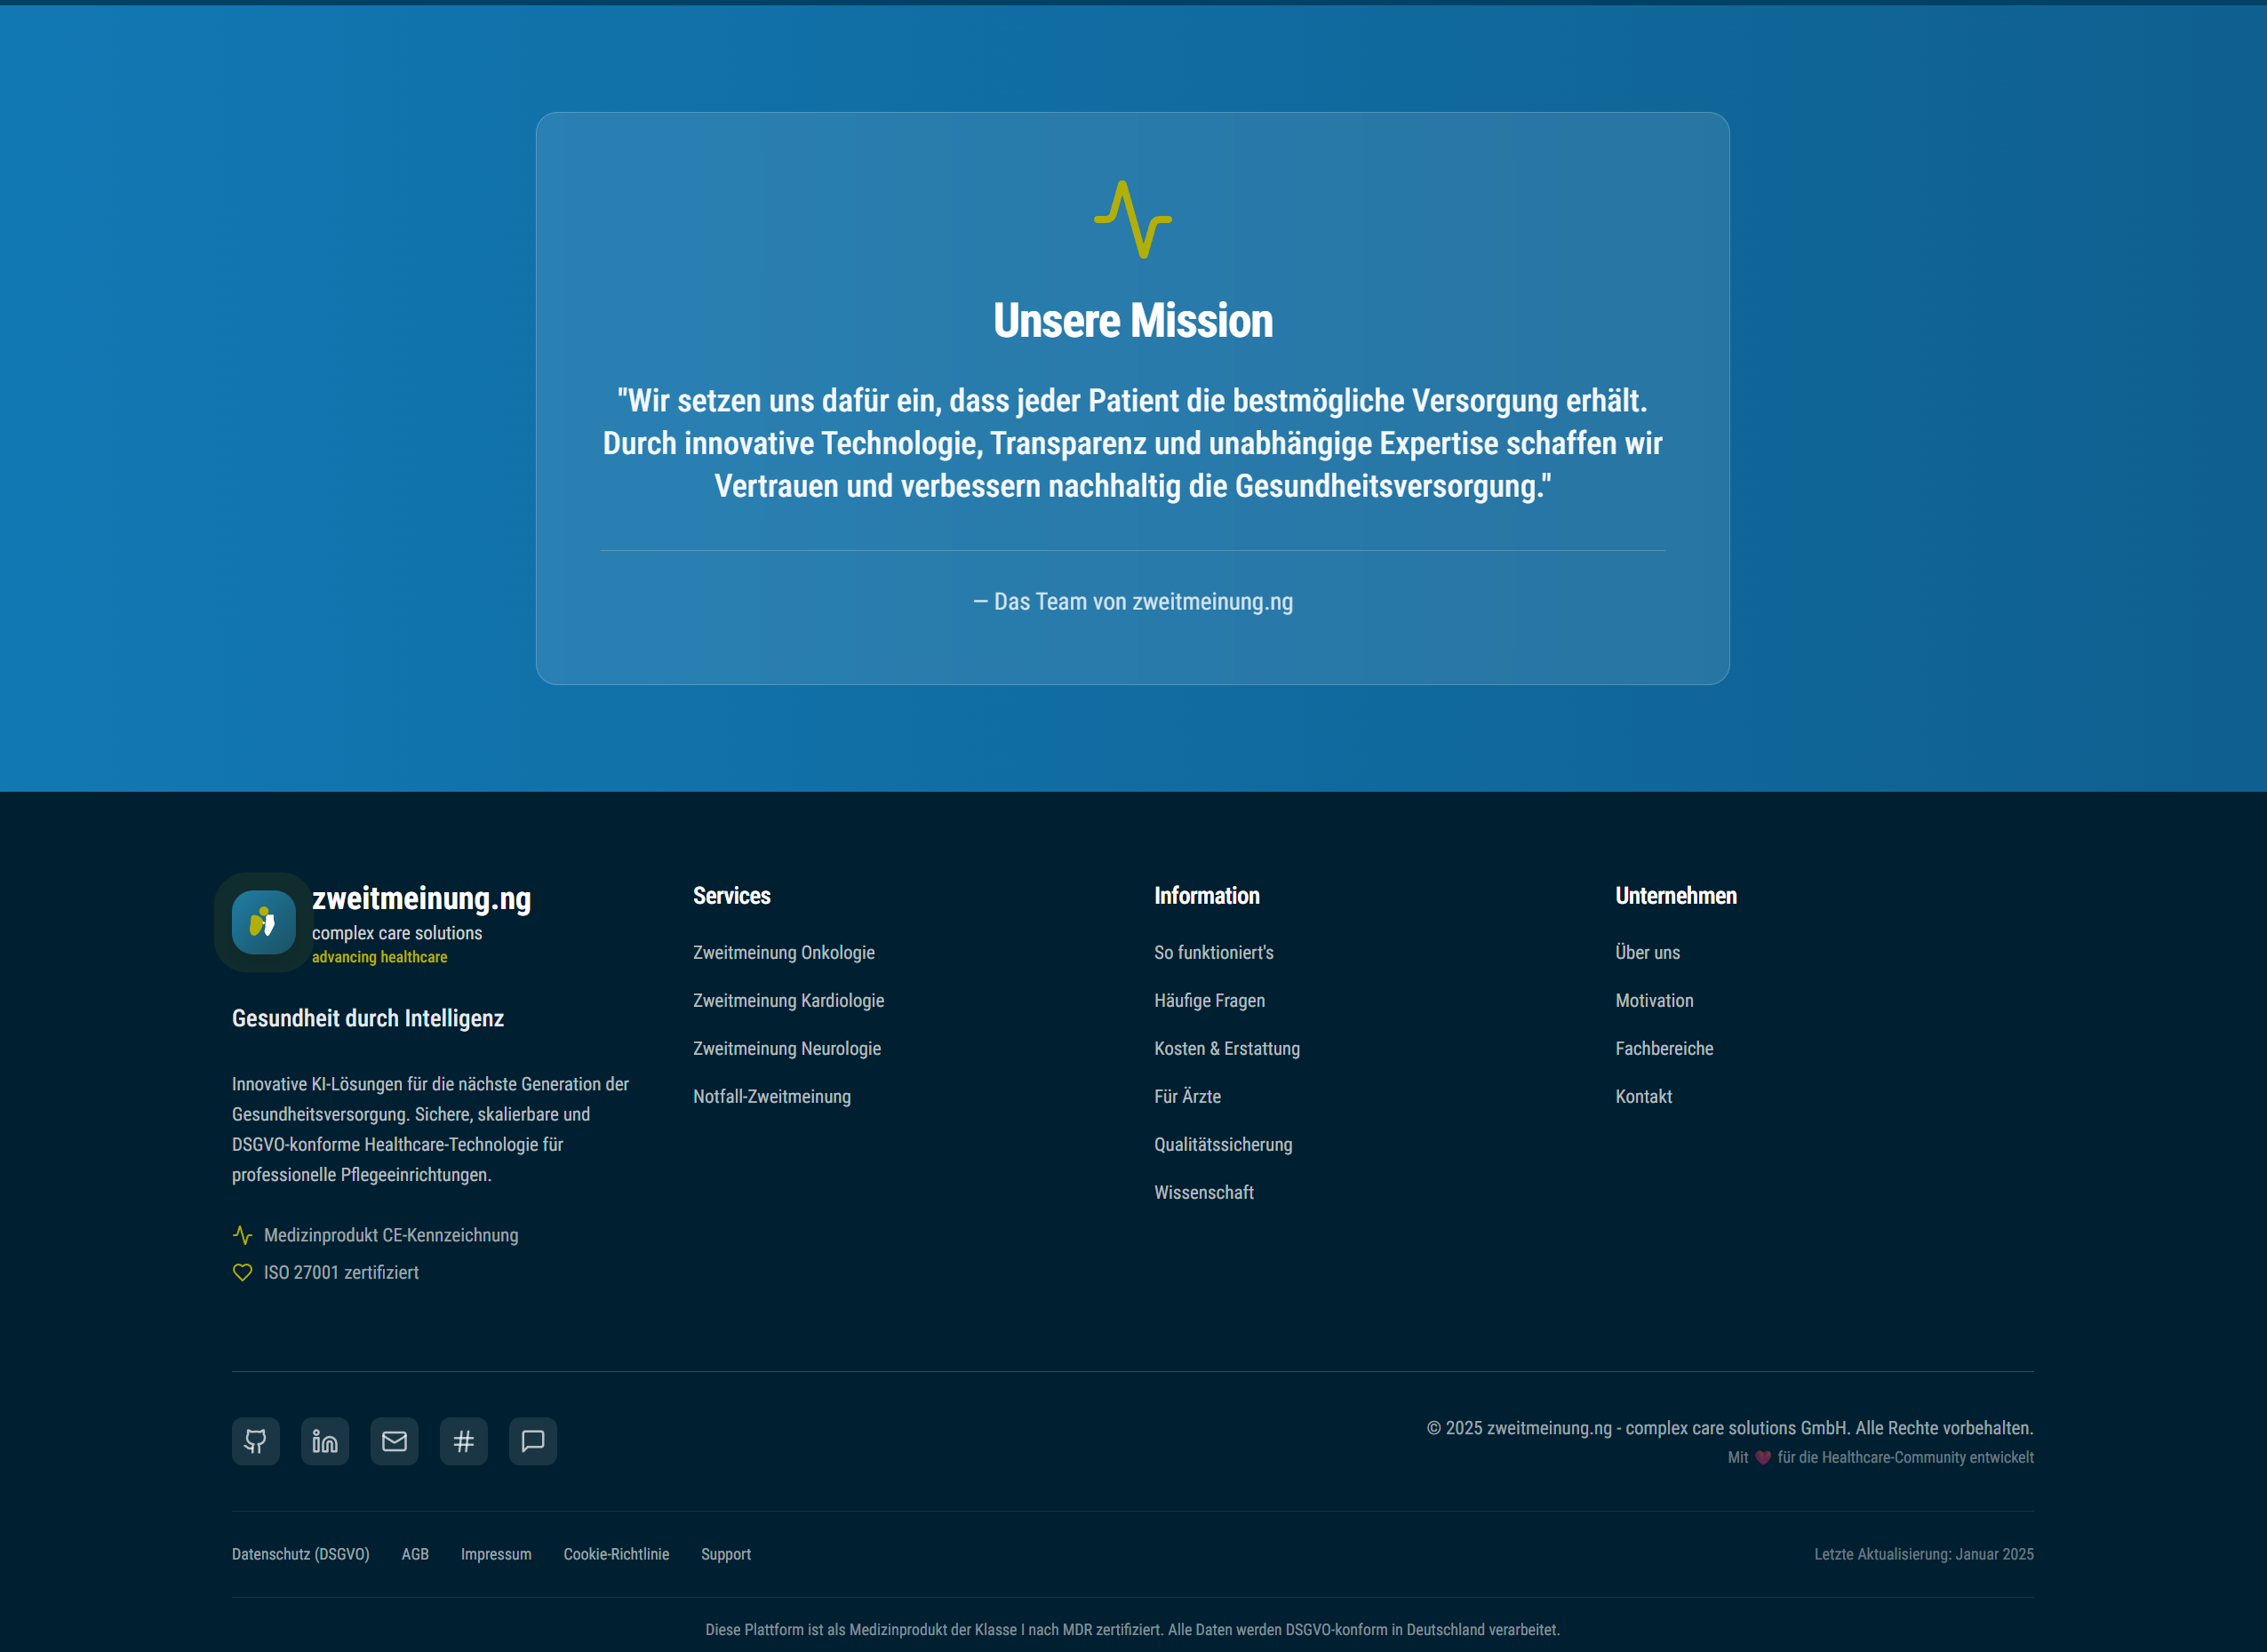 Unsere Mission
"Wir setzen uns dafür ein, dass jeder Patient die bestmögliche Versorgung erhält.
Durch innovative Technologie, Transparenz und unabhängige Expertise schaffen wir
Vertrauen und verbessern nachhaltig die Gesundheitsversorgung."
— Das Team von zweitmeinung.ng
zweitmeinung.ng
complex care solutions
advancing healthcare
Gesundheit durch Intelligenz
Innovative KI-Lösungen für die nächste Generation der
Gesundheitsversorgung. Sichere, skalierbare und
DSGVO-konforme Healthcare-Technologie für
professionelle Pflegeeinrichtungen.
Medizinprodukt CE-Kennzeichnung
ISO 27001 zertifiziert
Services
Zweitmeinung Onkologie
Zweitmeinung Kardiologie
Zweitmeinung Neurologie
Notfall-Zweitmeinung
Information
So funktioniert's
Häufige Fragen
Kosten & Erstattung
Für Ärzte
Qualitätssicherung
Wissenschaft
Unternehmen
Über uns
Motivation
Fachbereiche
Kontakt
© 2025 zweitmeinung.ng - complex care solutions GmbH. Alle Rechte vorbehalten.
Mit ❤️ für die Healthcare-Community entwickelt
Datenschutz (DSGVO) AGB Impressum Cookie-Richtlinie Support
Letzte Aktualisierung: Januar 2025
Diese Plattform ist als Medizinprodukt der Klasse I nach MDR zertifiziert. Alle Daten werden DSGVO-konform in Deutschland verarbeitet.